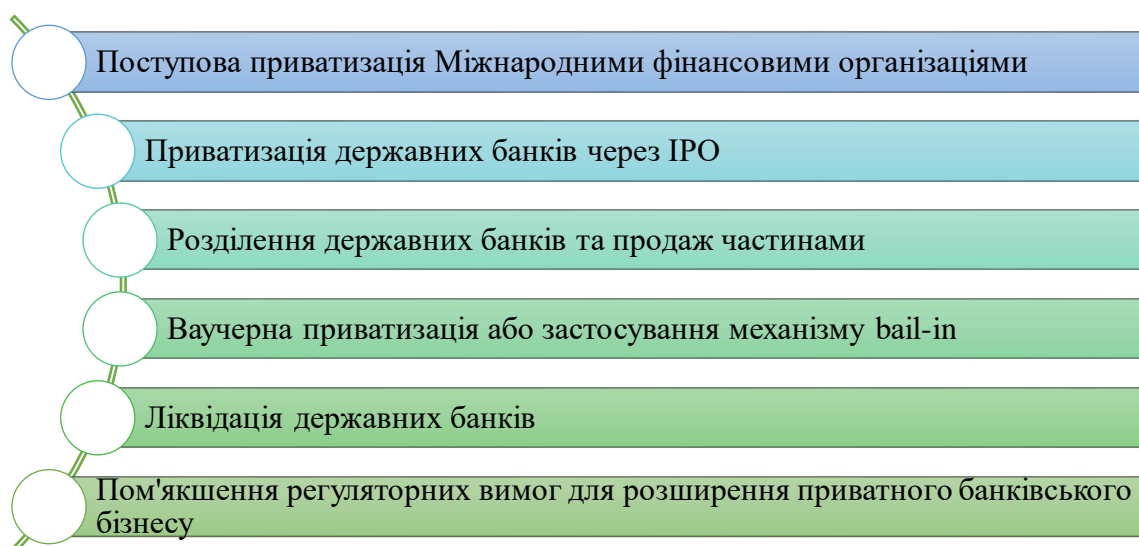 Поступова приватизація Міжнародними фінансовими організаціями
Приватизація державних банків через IPO
Розділення державних банків та продаж частинами
Ваучерна приватизація або застосування механізму bail-in
Ліквідація державних банків
Пом'якшення регуляторних вимог для розширення приватного банківського
бізнесу